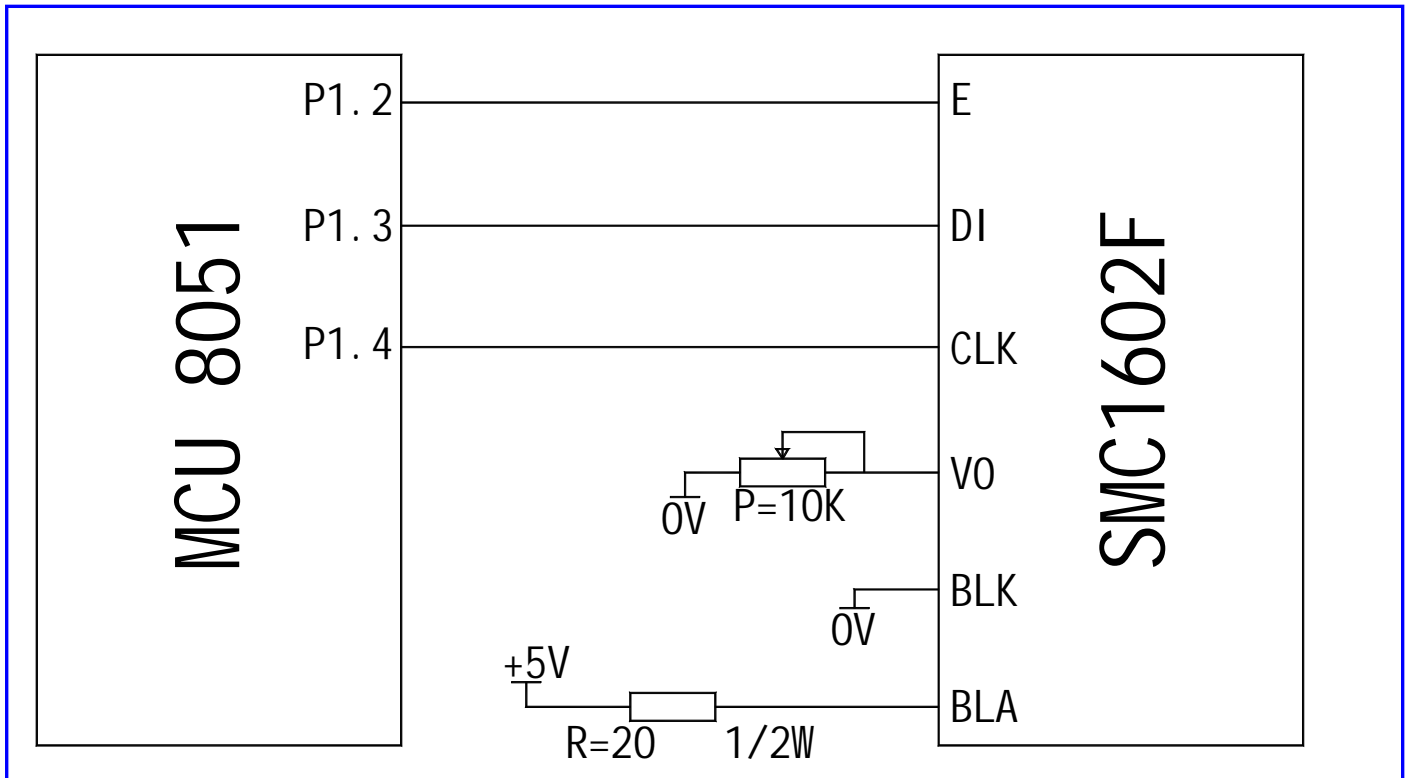 MCU 8051
P1.2
P1.3
P1.4
E
DI
CLK
V0
BLK
BLA
SMC1602F
0V
P=10K
0V
+5V
R=20
1/2W